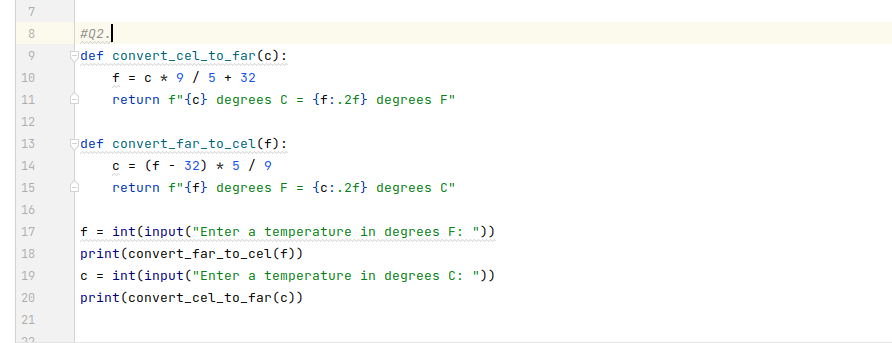 7
8 #Q2.
9 def convert_cel_to_far(c):
10 f = c * 9 / 5 + 32
11 return f"{c} degrees C = {f:.2f} degrees F"
12
13 def convert_far_to_cel(f):
14 c = (f - 32) * 5 / 9
15 return f"{f} degrees F = {c:.2f} degrees C"
16
17 f = int(input("Enter a temperature in degrees F: "))
18 print(convert_far_to_cel(f))
19 c = int(input("Enter a temperature in degrees C: "))
20 print(convert_cel_to_far(c))
21
22